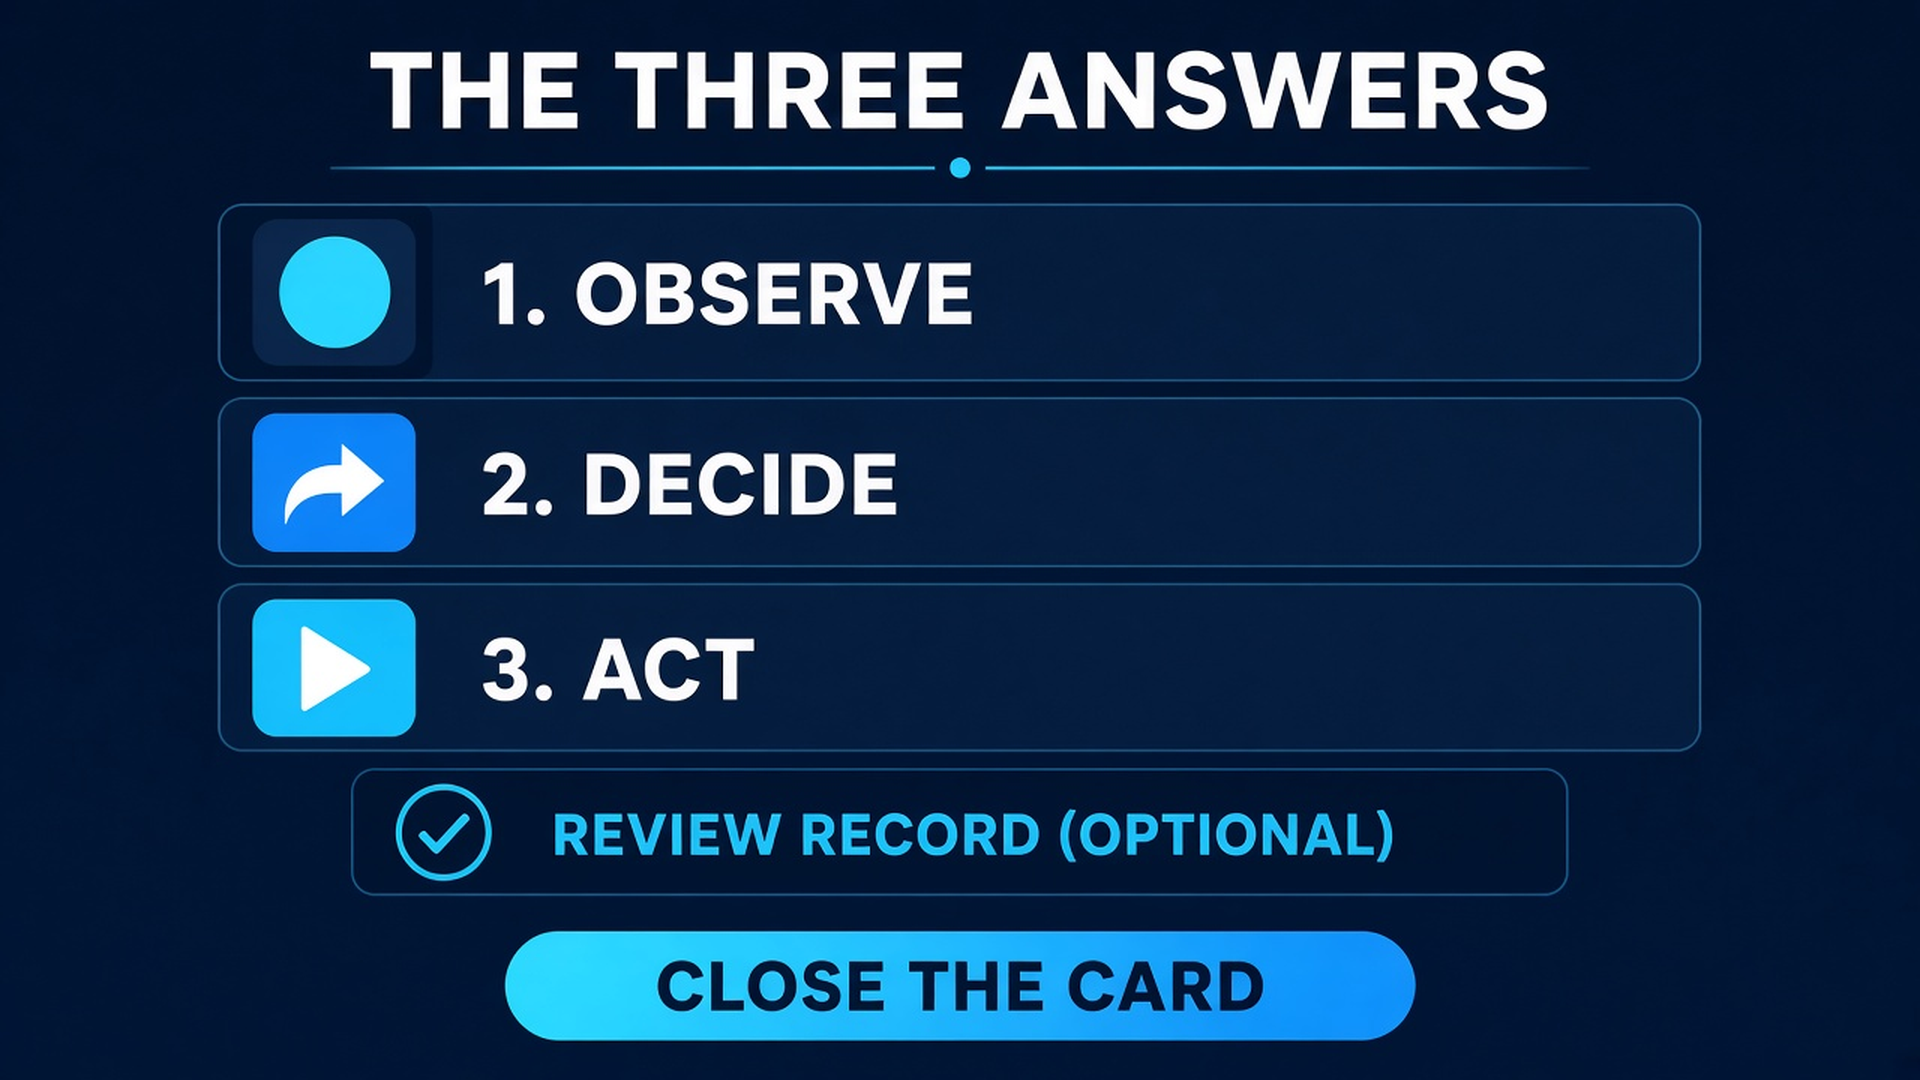 THE THREE ANSWERS
1. OBSERVE
2. DECIDE
3. ACT
REVIEW RECORD (OPTIONAL)
CLOSE THE CARD